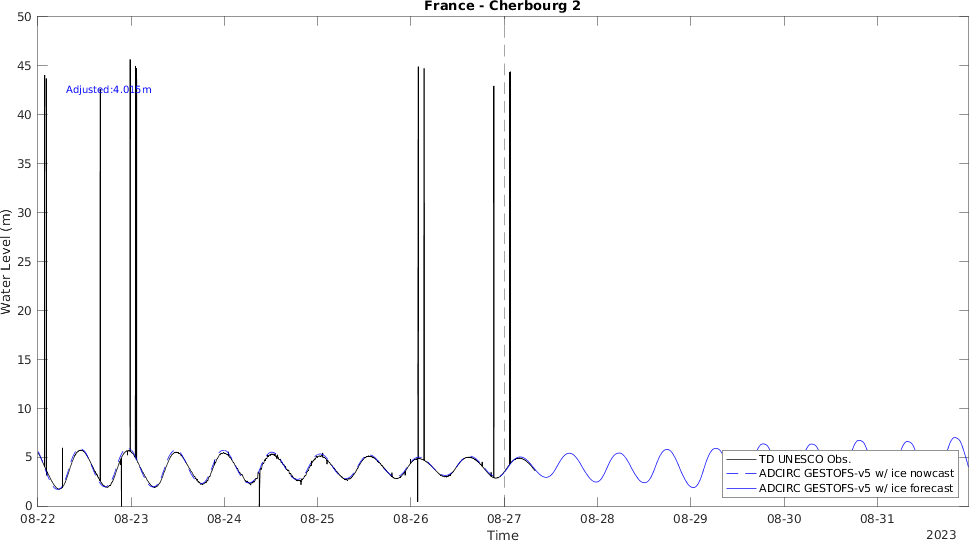 France - Cherbourg 2
50
45
40
35
30
25
20
15
10
5
0
Water Level (m)
Adjusted:4.016m
TD UNESCO Obs.
ADCIRC GESTOFS-v5 w/ ice nowcast
ADCIRC GESTOFS-v5 w/ ice forecast
08-22 08-23 08-24 08-25 08-26 08-27 08-28 08-29 08-30 08-31
Time
2023